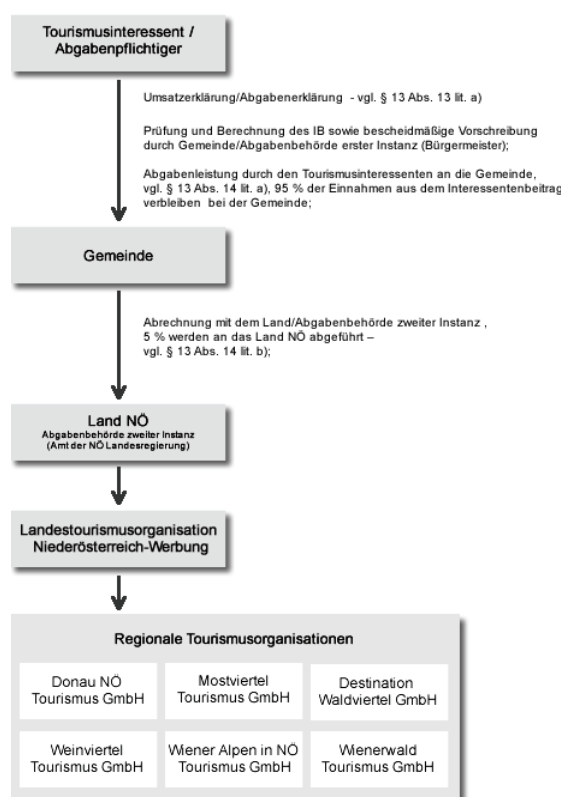 Tourismusinteressent /
Abgabenpflichtiger
Umsatzerklärung/Abgabenerklärung - vgl. § 13 Abs. 13 lit. a)
Prüfung und Berechnung des IB sowie bescheidmäßige Vorschreibung
durch Gemeinde/Abgabenbehörde erster Instanz (Bürgermeister);
Abgabenleistung durch den Tourismusinteressenten an die Gemeinde,
vgl. § 13 Abs. 14 lit. a), 95 % der Einnahmen aus dem Interessentenbeitrag
verbleiben bei der Gemeinde;
Gemeinde
Abrechnung mit dem Land/Abgabenbehörde zweiter Instanz ,
5 % werden an das Land NÖ abgeführt –
vgl. § 13 Abs. 14 lit. b);
Land NÖ
Abgabenbehörde zweiter Instanz
(Amt der NÖ Landesregierung)
Landestourismusorganisation
Niederösterreich-Werbung
Regionale Tourismusorganisationen
Donau NÖ
Tourismus GmbH
Mostviertel
Tourismus GmbH
Destination
Waldviertel GmbH
Weinviertel
Tourismus GmbH
Wiener Alpen in NÖ
Tourismus GmbH
Wienerwald
Tourismus GmbH